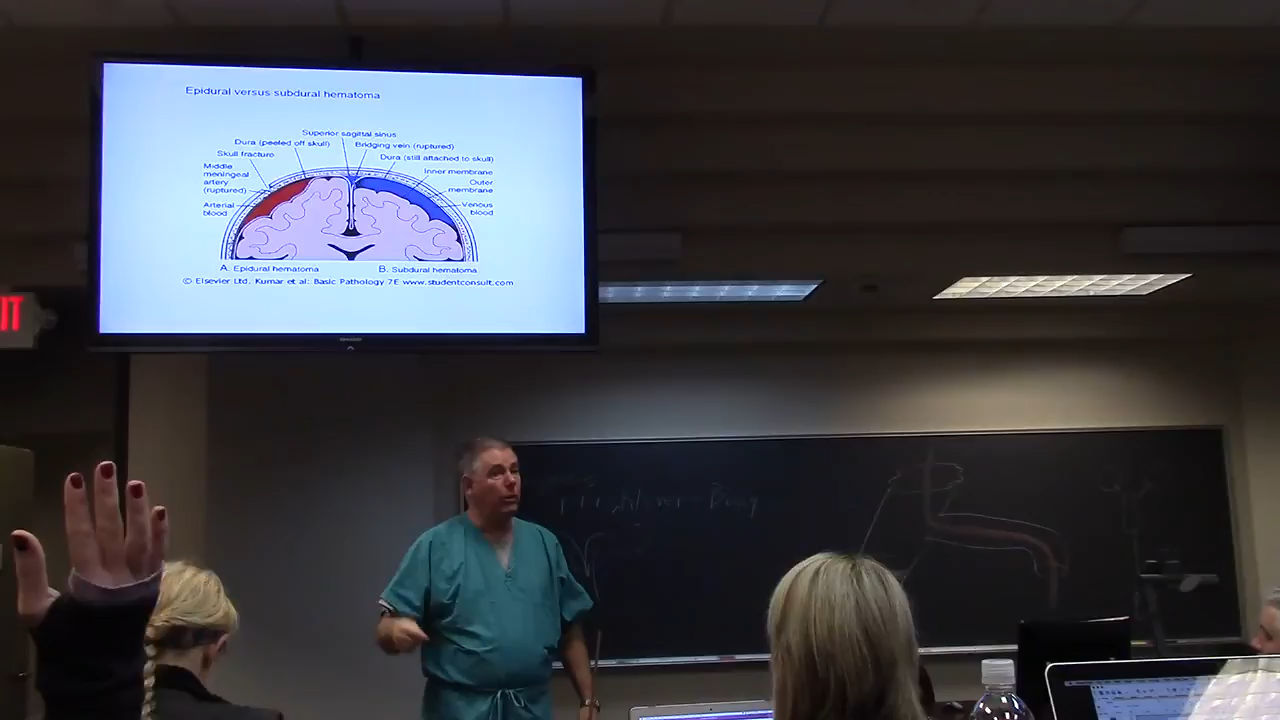 Epidural versus subdural hematoma
Superior sagittal sinus
Dura (peeled off skull)
Bridging vein (ruptured)
Skull fracture
Dura (still attached to skull)
Middle
meningeal
artery
(ruptured)
Inner membrane
Outer
membrane
Arterial
blood
Venous
blood
A. Epidural hematoma
B. Subdural hematoma
© Elsevier Ltd. Kumar et al: Basic Pathology 7E www.studentconsult.com
SHARP
IT